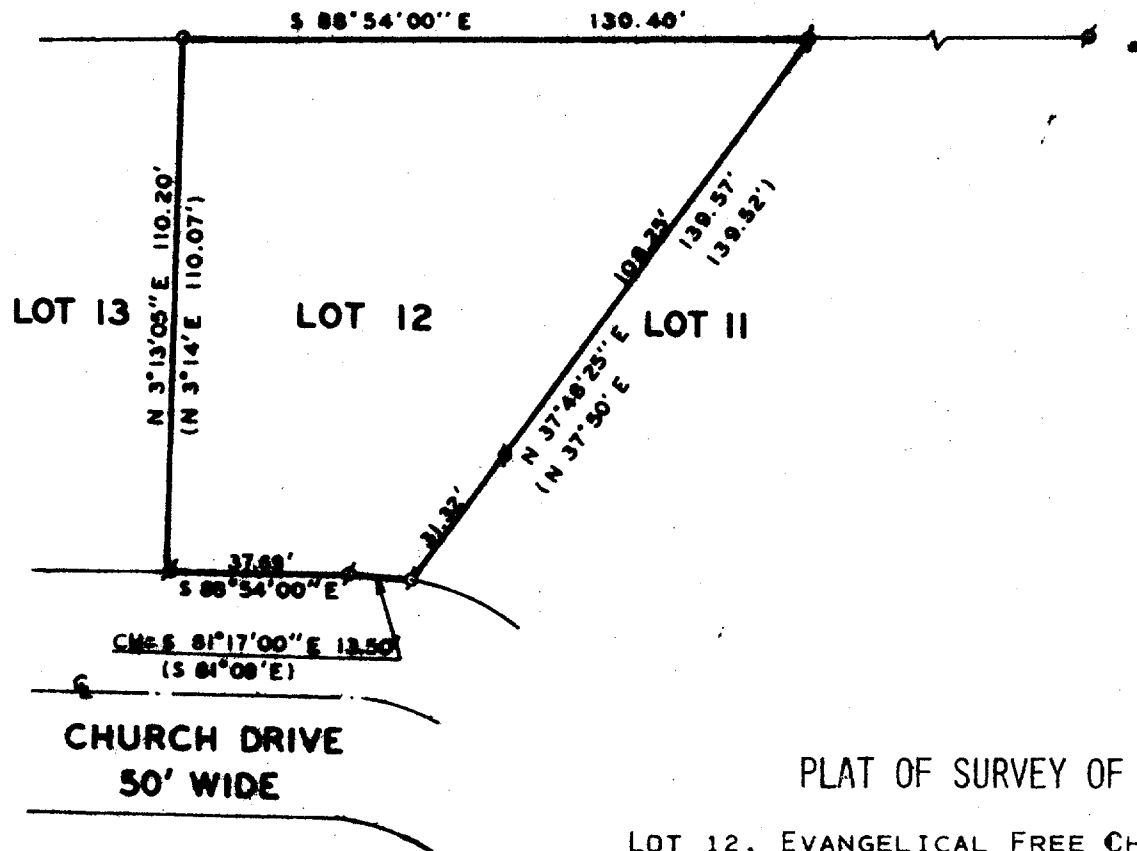 S 88°54'00" E 130.40'
N 3°13'05" E 110.20'
(N 3°14' E 110.07')
108.25'
139.57'
139.52')
LOT 13
LOT 12
LOT 11
N 37°48'25" E
(N 37°50' E
31.32'
37.69'
S 88°54'00" E
CH= S 81°17'00" E 13.50'
(S 81°08' E)
CHURCH DRIVE
50' WIDE
PLAT OF SURVEY OF
LOT 12, EVANGELICAL FREE CH